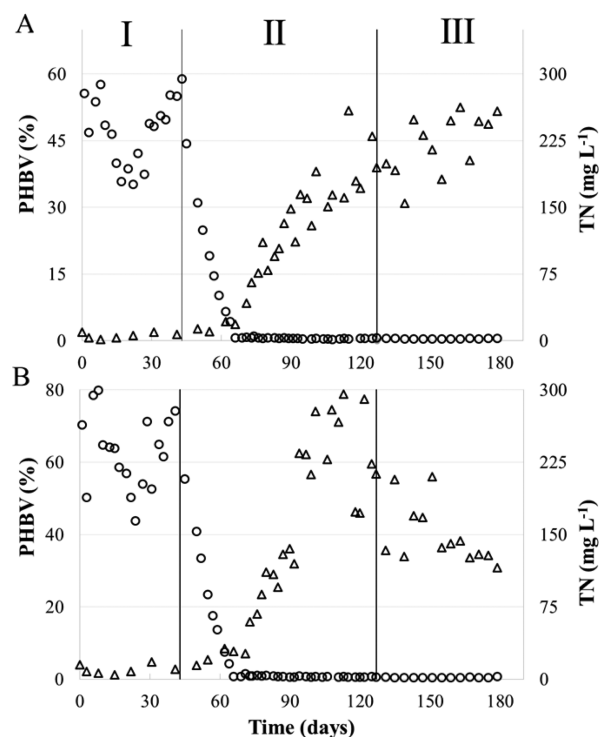 A
I II III
60 300
45 225
30 150
15 75
0 0
PHBV (%)
TN (mg L-1)
0 30 60 90 120 150 180
B
80 300
60 225
40 150
20 75
0 0
PHBV (%)
TN (mg L-1)
0 30 60 90 120 150 180
Time (days)